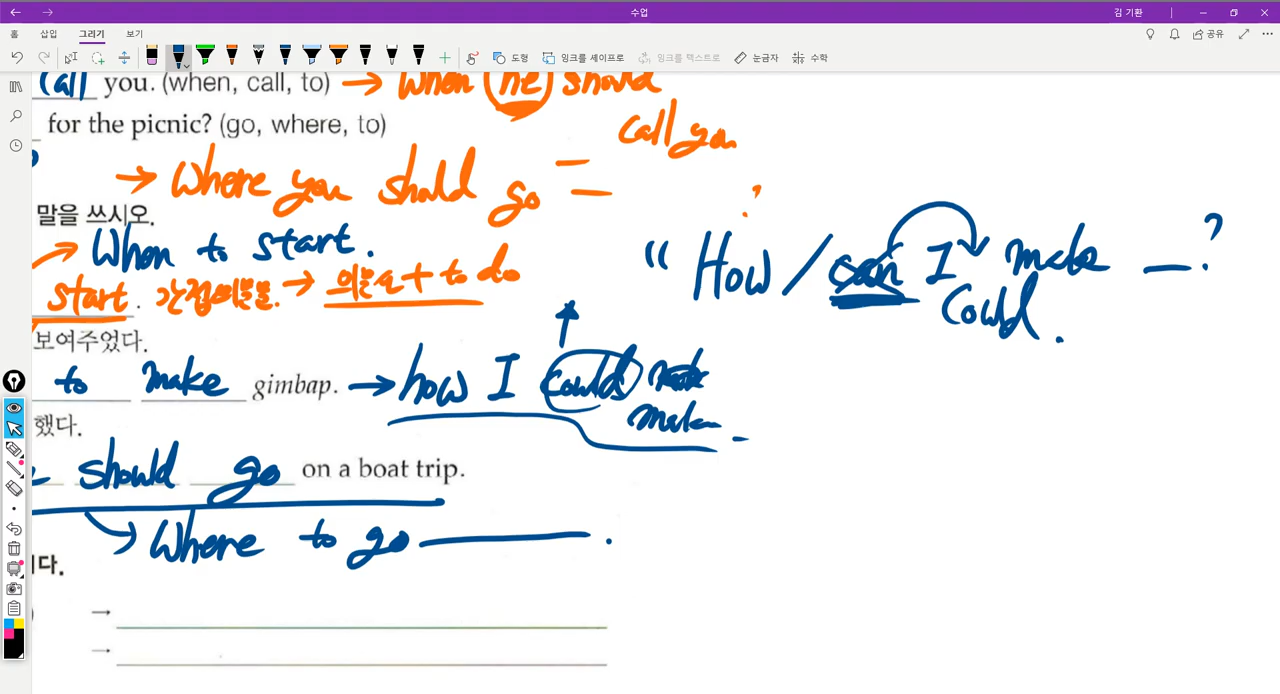 수업
김 기환
홈 삽입 그리기 보기
공유
도형 잉크를 셰이프로 잉크를 텍스트로 눈금자 수학
call you. (when, call, to) → When he should call you
for the picnic? (go, where, to)
→ Where you should go =
말을 쓰시오.
→ When to start.
start. 간접의문문. → 의문사 + to do
?
" How / can I make — ?
could.
보여주었다.
to make gimbap. → how I could make
make
했다.
should go on a boat trip.
→ Where to go .
다.
→
→